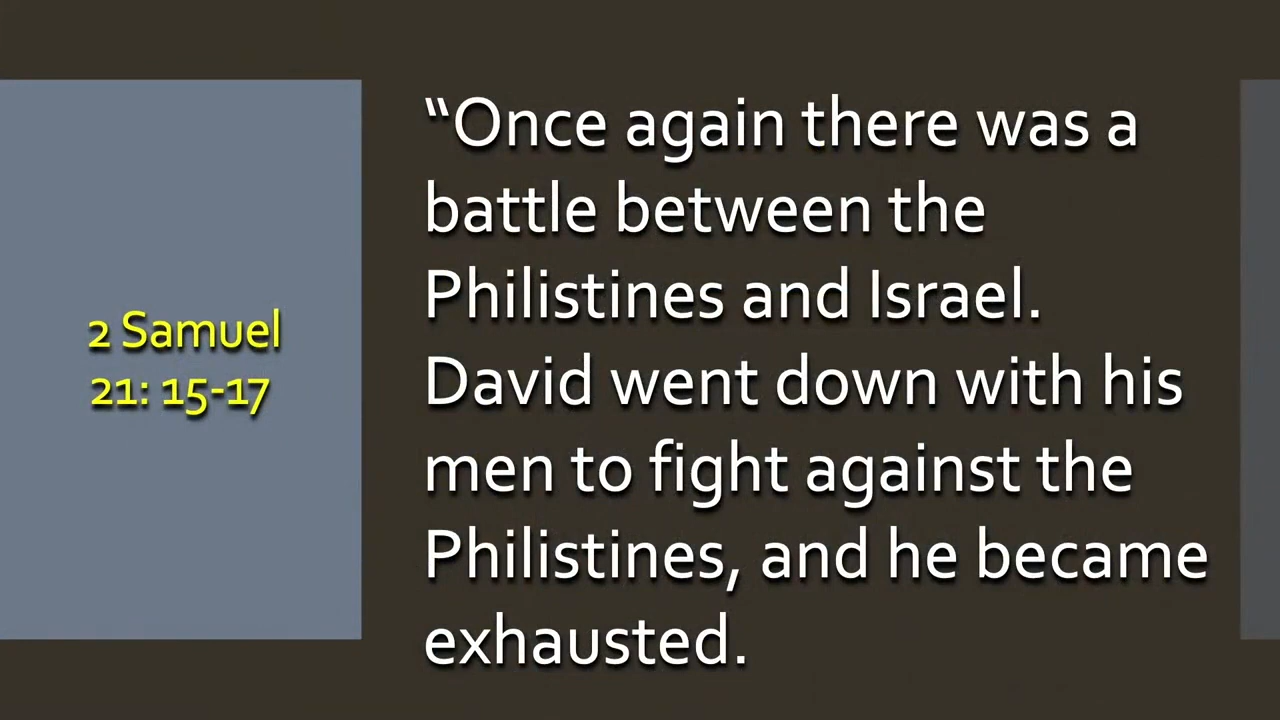 2 Samuel
21: 15-17
“Once again there was a
battle between the
Philistines and Israel.
David went down with his
men to fight against the
Philistines, and he became
exhausted.